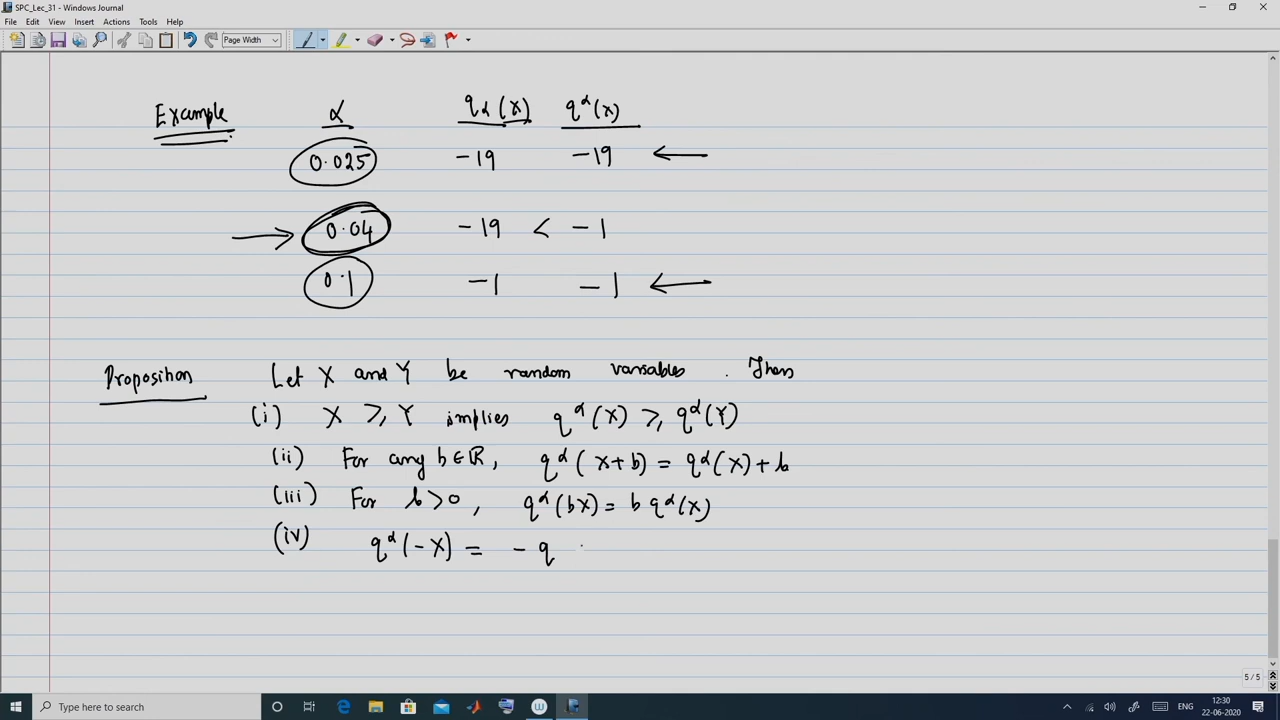 SPC_Lec_31 - Windows Journal
File Edit View Insert Actions Tools Help
Page Width
Example α qα(X) q^α(X)
0.025 -19 -19 ←
→ 0.04 -19 < -1
0.1 -1 -1 ←
Proposition Let X and Y be random variables. Then
(i) X ≥ Y implies q^α(X) ≥ q^α(Y)
(ii) For any b ∈ ℝ, q^α(X+b) = q^α(X) + b
(iii) For b > 0, q^α(bX) = b q^α(X)
(iv) q^α(-X) = - q
5 / 5
Type here to search
12:30
22-06-2020